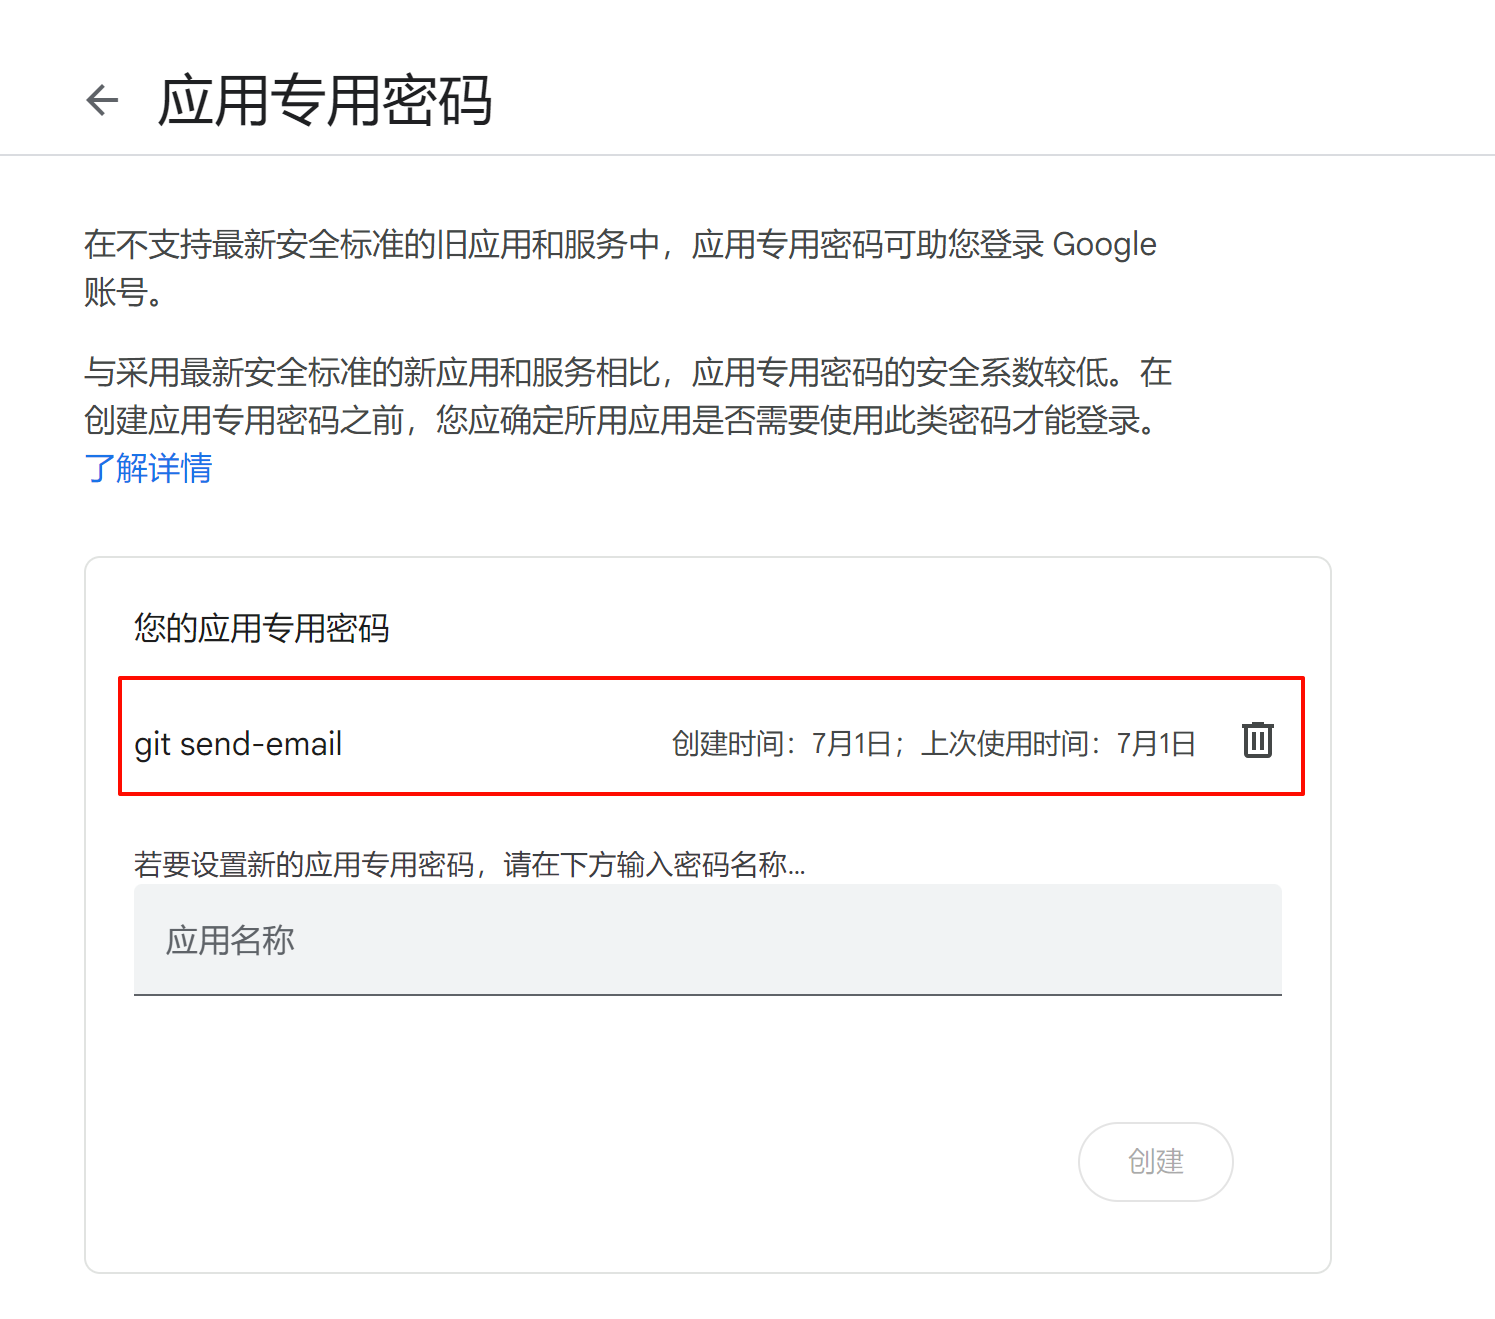 应用专用密码
在不支持最新安全标准的旧应用和服务中，应用专用密码可助您登录 Google
账号。
与采用最新安全标准的新应用和服务相比，应用专用密码的安全系数较低。在
创建应用专用密码之前，您应确定所用应用是否需要使用此类密码才能登录。
了解详情
您的应用专用密码
git send-email 创建时间：7月1日；上次使用时间：7月1日
若要设置新的应用专用密码，请在下方输入密码名称...
应用名称
创建